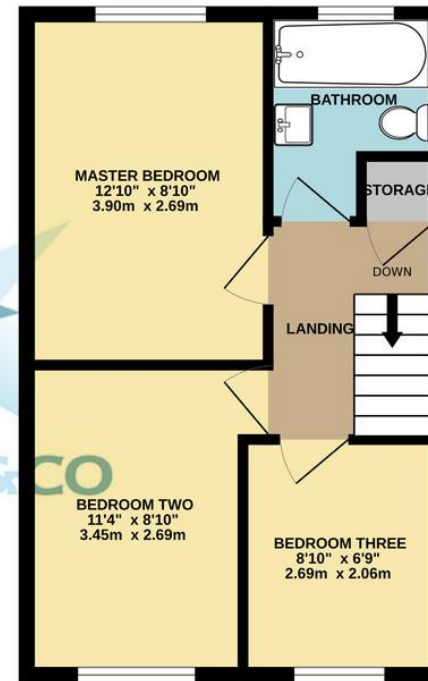 BATHROOM
MASTER BEDROOM
12'10" x 8'10"
3.90m x 2.69m
STORAGE
DOWN
LANDING
&CO
BEDROOM TWO
11'4" x 8'10"
3.45m x 2.69m
BEDROOM THREE
8'10" x 6'9"
2.69m x 2.06m